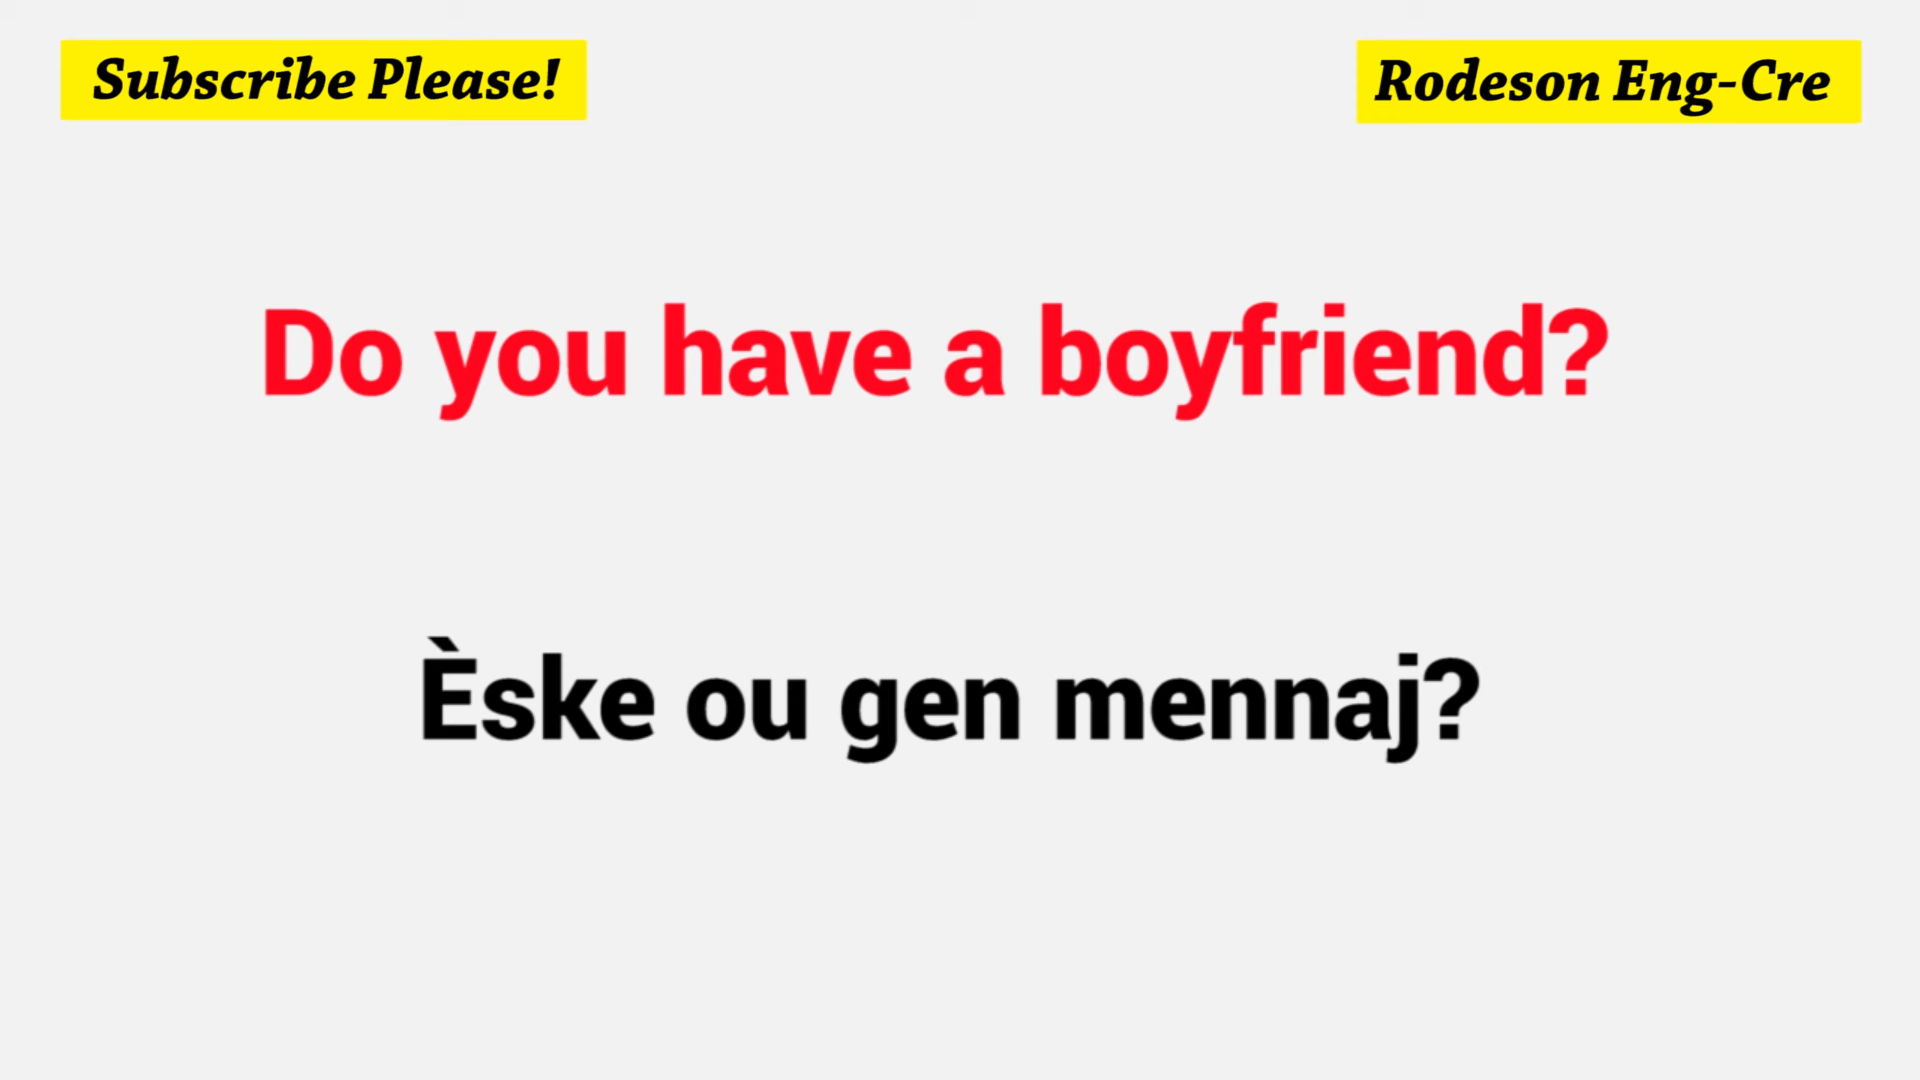 Subscribe Please!
Rodeson Eng-Cre
Do you have a boyfriend?
Èske ou gen mennaj?